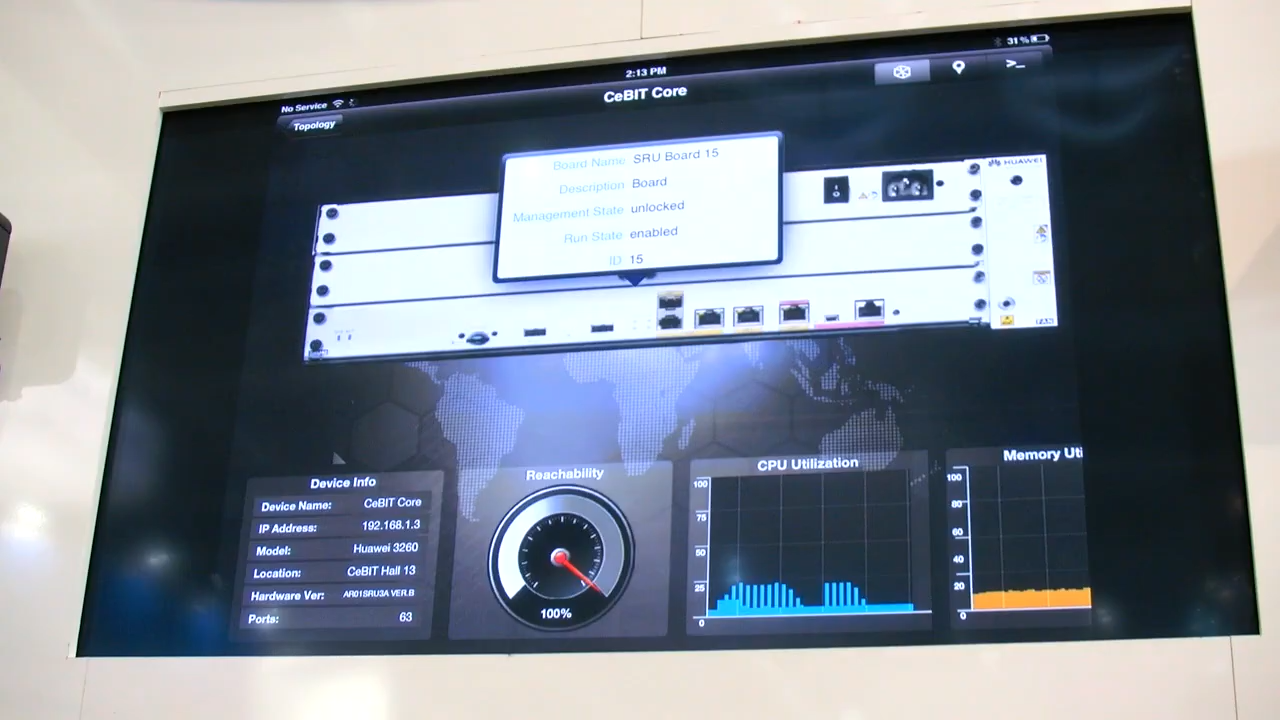 31%
2:13 PM
No Service
CeBIT Core
>_
Topology
Board Name SRU Board 15
Description Board
Management State unlocked
Run State enabled
ID 15
HUAWEI
FAN
Device Info
Device Name: CeBIT Core
IP Address: 192.168.1.3
Model: Huawei 3260
Location: CeBIT Hall 13
Hardware Ver: AR01SRU3A VER.B
Ports: 63
Reachability
100%
CPU Utilization
100
75
50
25
0
Memory Uti
100
80
60
40
20
0